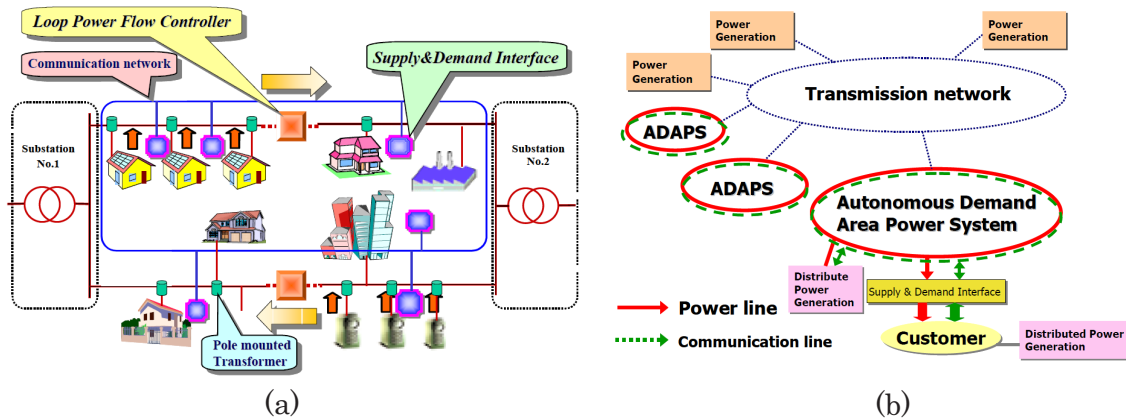 Loop Power Flow Controller
Communication network
Supply&Demand Interface
Substation
No.1
Substation
No.2
Pole mounted
Transformer
(a)
Power
Generation
Power
Generation
Power
Generation
Transmission network
ADAPS
ADAPS
Autonomous Demand
Area Power System
Distribute
Power
Generation
Supply & Demand Interface
Power line
Communication line
Customer
Distributed Power
Generation
(b)